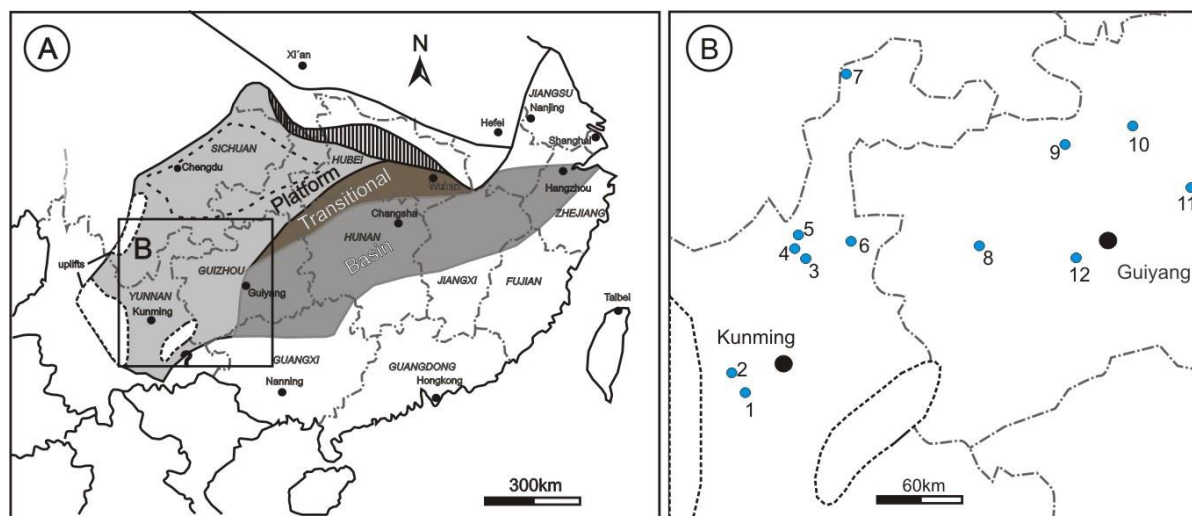 A
N
Xi´an
JIANGSU
Nanjing
Hefei
Shanghai
SICHUAN
HUBEI
Chengdu
Platform
Transitional
Wuhan
Hangzhou
ZHEJIANG
Changsha
HUNAN
Basin
B
uplifts
GUIZHOU
Guiyang
JIANGXI
FUJIAN
YUNNAN
Kunming
Taibei
GUANGXI
GUANGDONG
Nanning
Hongkong
300km
B
7
9
10
11
5
4
3
6
8
12
Guiyang
Kunming
2
1
60km